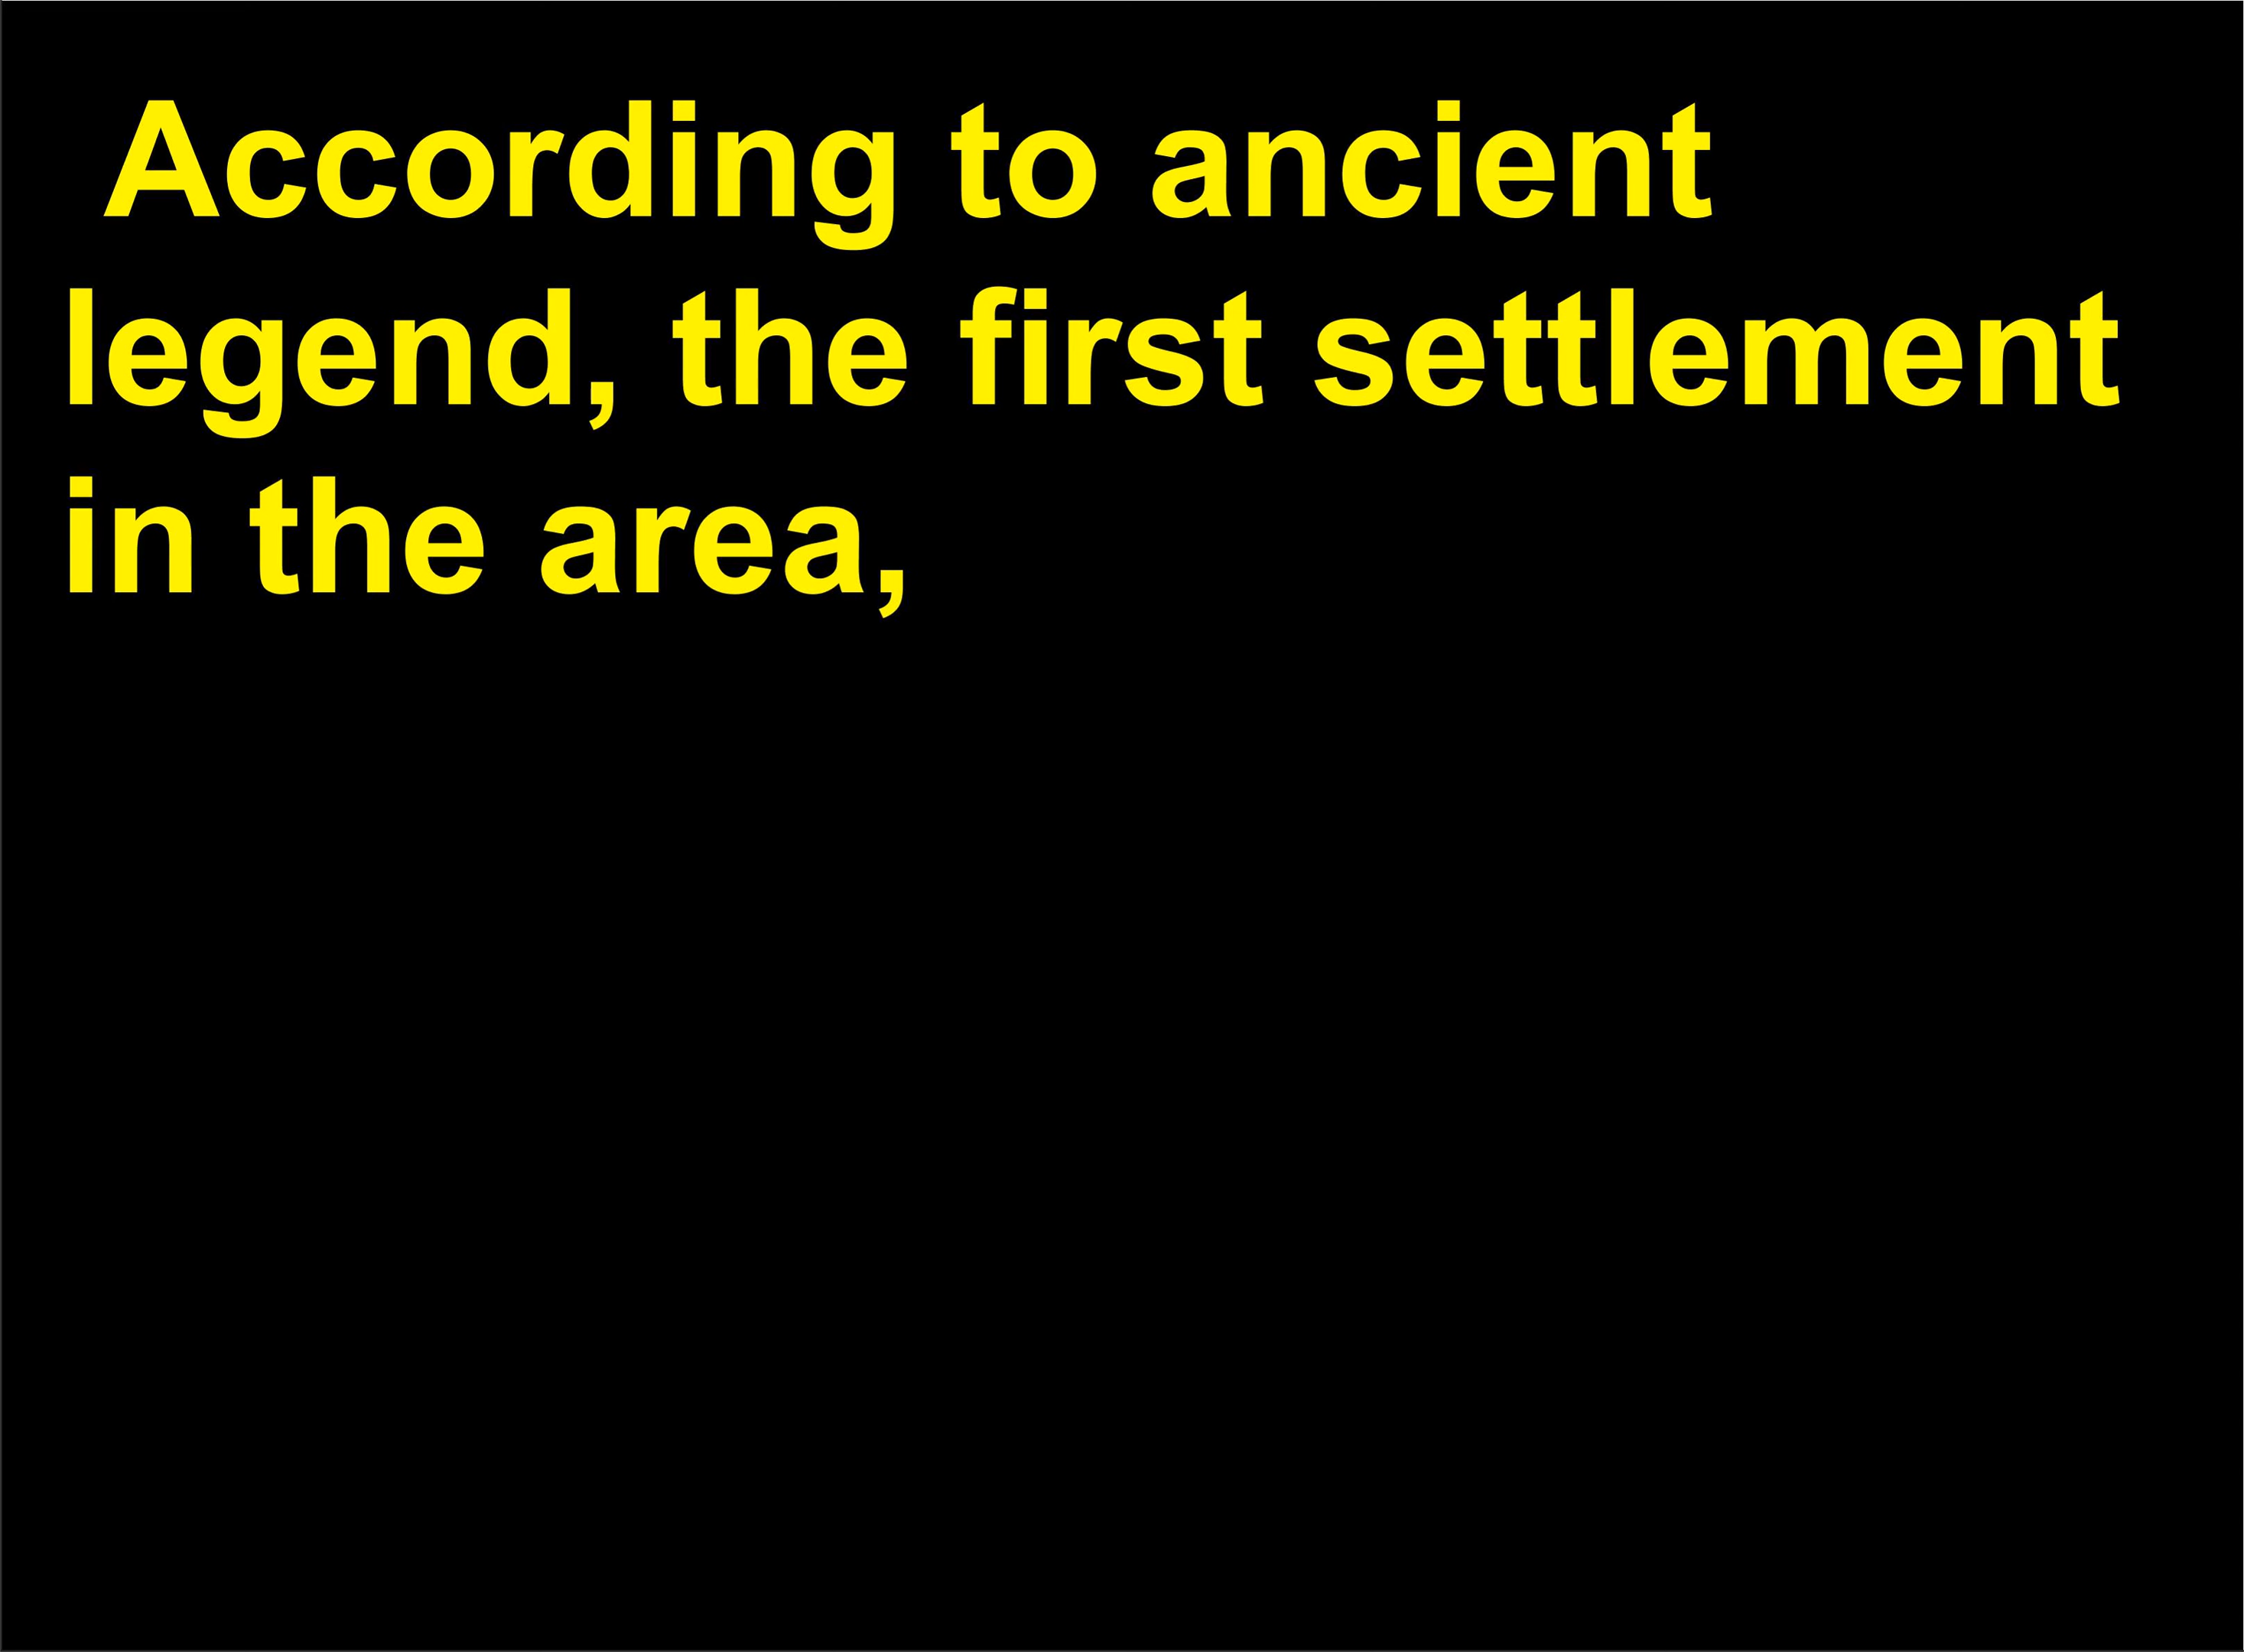 According to ancient
legend, the first settlement
in the area,